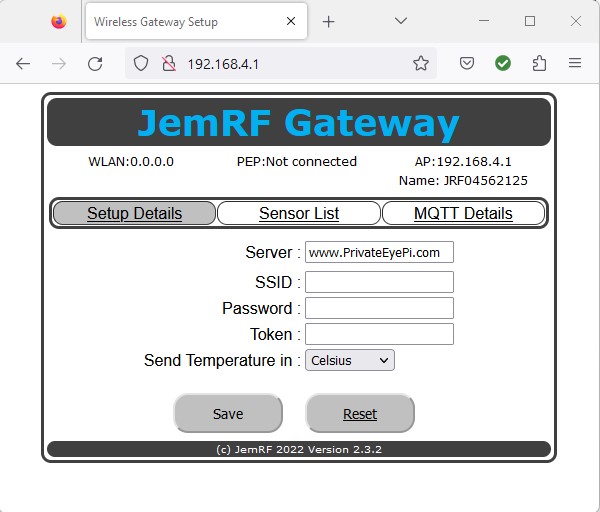 Wireless Gateway Setup
192.168.4.1
JemRF Gateway
WLAN:0.0.0.0 PEP:Not connected AP:192.168.4.1
Name: JRF04562125
Setup Details Sensor List MQTT Details
Server : www.PrivateEyePi.com
SSID :
Password :
Token :
Send Temperature in : Celsius
Save Reset
(c) JemRF 2022 Version 2.3.2